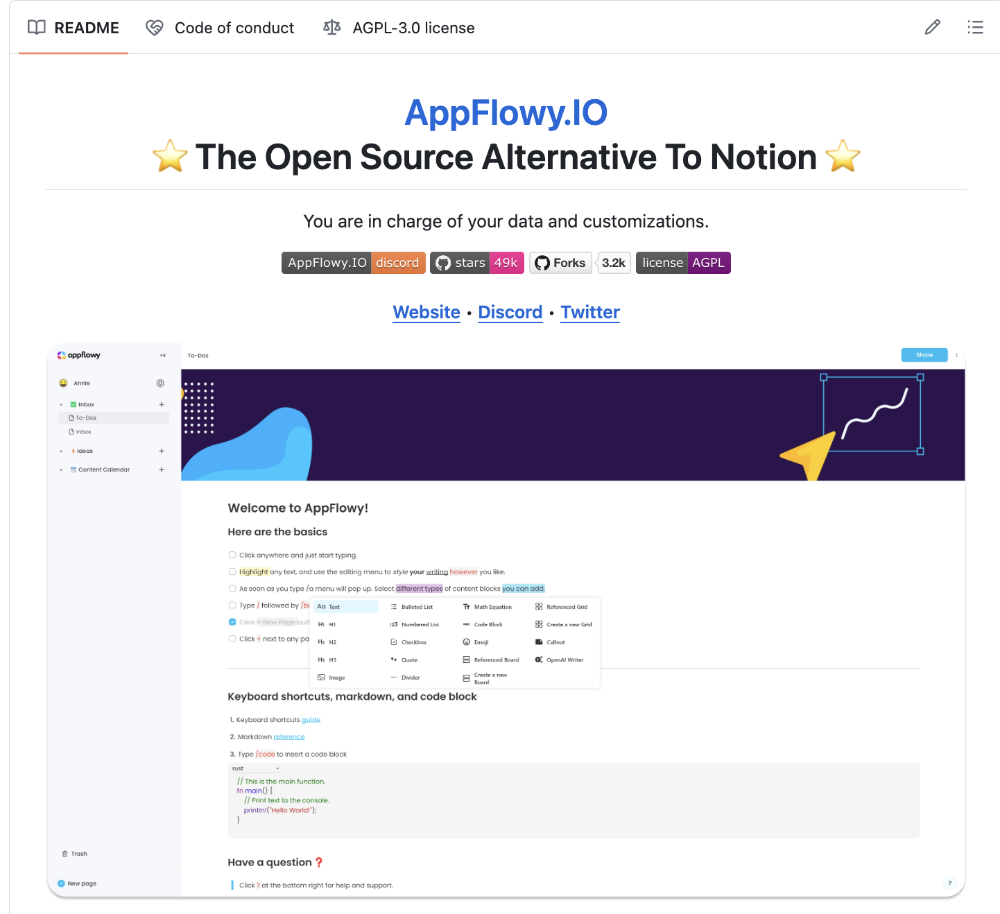 README Code of conduct AGPL-3.0 license
AppFlowy.IO
⭐ The Open Source Alternative To Notion ⭐
You are in charge of your data and customizations.
AppFlowy.IO discord stars 49k Forks 3.2k license AGPL
Website • Discord • Twitter
appflowy
Annie
Inbox
To-Dos
Inbox
Ideas
Content Calendar
Trash
New page
To-Dos
Share
Welcome to AppFlowy!
Here are the basics
Click anywhere and just start typing.
Highlight any text, and use the editing menu to style your writing however you like.
As soon as you type /a menu will pop up. Select different types of content blocks you can add.
Type / followed by /bu
Click + New Page butt
Click + next to any pa
Aa Text
H1 H1
H2 H2
H3 H3
Image
Bulleted List
123 Numbered List
Checkbox
Quote
Divider
Tt Math Equation
Code Block
Emoji
Referenced Board
Create a new
Board
Referenced Grid
Create a new Grid
Callout
OpenAI Writer
Keyboard shortcuts, markdown, and code block
1. Keyboard shortcuts guide
2. Markdown reference
3. Type /code to insert a code block
rust
// This is the main function.
fn main() {
// Print text to the console.
println!("Hello World!");
}
Have a question ❓
Click ? at the bottom right for help and support.
?